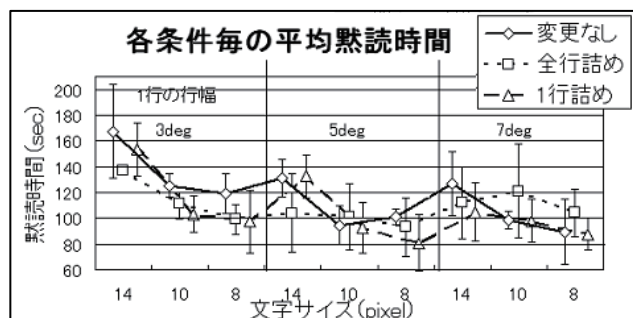 各条件毎の平均黙読時間
変更なし
全行詰め
1行詰め
1行の行幅
3deg
5deg
7deg
黙読時間(sec)
200
180
160
140
120
100
80
60
14
10
8
14
10
8
14
10
8
文字サイズ(pixel)